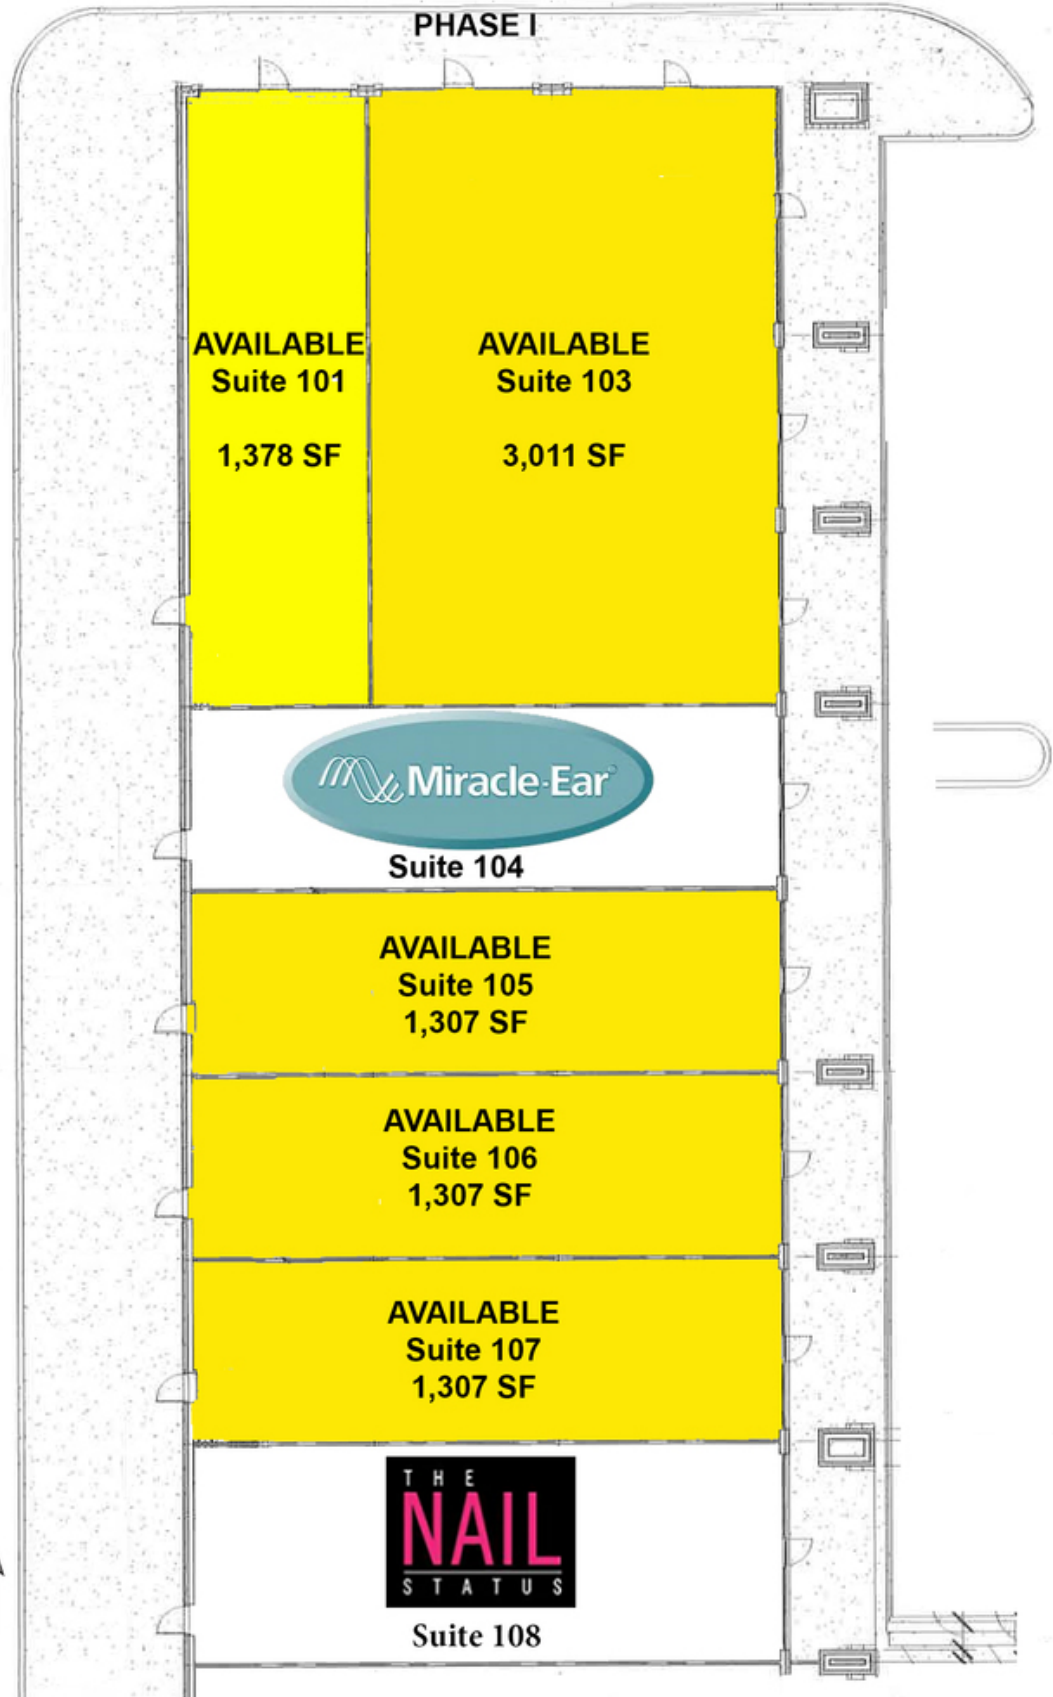 PHASE I
AVAILABLE
Suite 101
1,378 SF
AVAILABLE
Suite 103
3,011 SF
Miracle-Ear
Suite 104
AVAILABLE
Suite 105
1,307 SF
AVAILABLE
Suite 106
1,307 SF
AVAILABLE
Suite 107
1,307 SF
THE
NAIL
STATUS
Suite 108